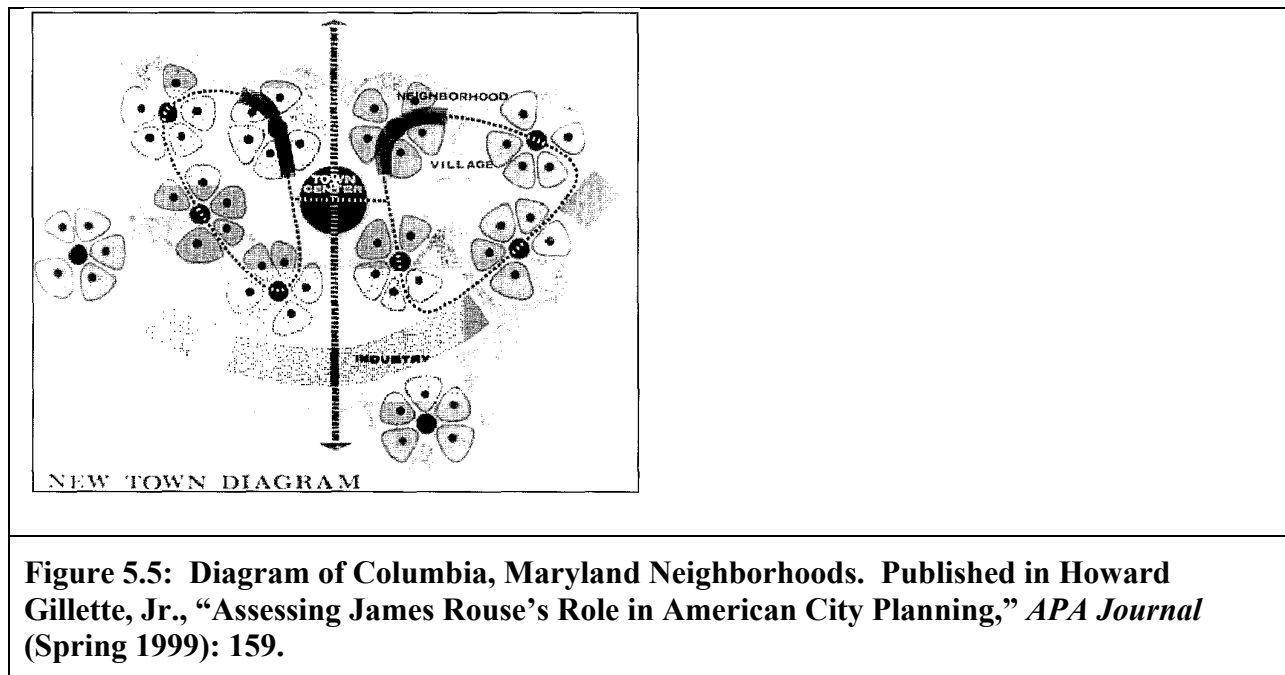 NEIGHBORHOOD
VILLAGE
TOWN
CENTER
INDUSTRY
NEW TOWN DIAGRAM
Figure 5.5: Diagram of Columbia, Maryland Neighborhoods. Published in Howard
Gillette, Jr., “Assessing James Rouse’s Role in American City Planning,” APA Journal
(Spring 1999): 159.